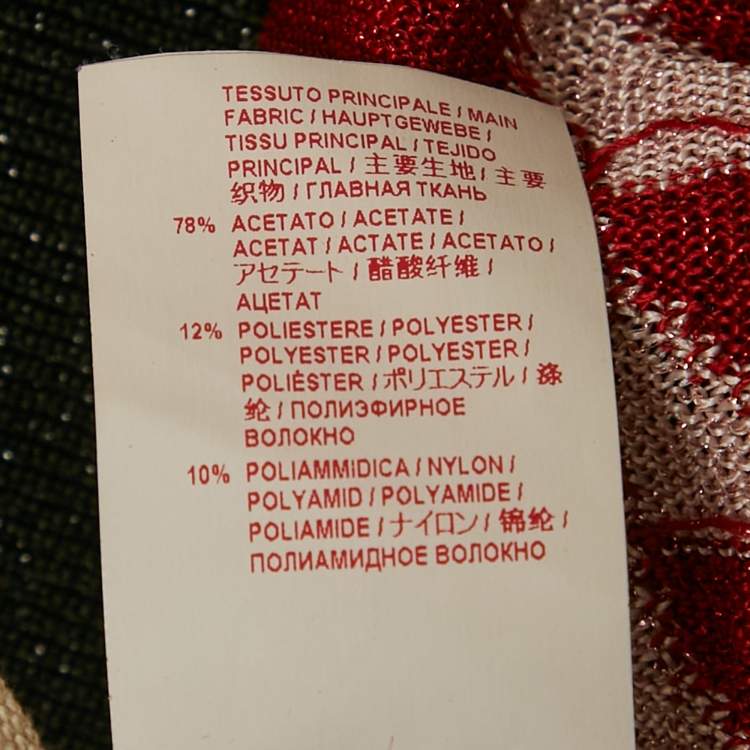 TESSUTO PRINCIPALE / MAIN
FABRIC / HAUPTGEWEBE /
TISSU PRINCIPAL / TEJIDO
PRINCIPAL / 主要生地 / 主要
织物 / ГЛАВНАЯ ТКАНЬ
78% ACETATO / ACETATE /
ACETAT / ACTATE / ACETATO /
アセテート / 醋酸纤维 /
АЦЕТАТ
12% POLIESTERE / POLYESTER /
POLYESTER / POLYESTER /
POLIÉSTER / ポリエステル / 涤
纶 / ПОЛИЭФИРНОЕ
ВОЛОКНО
10% POLIAMMIDICA / NYLON /
POLYAMID / POLYAMIDE /
POLIAMIDE / ナイロン / 锦纶 /
ПОЛИАМИДНОЕ ВОЛОКНО